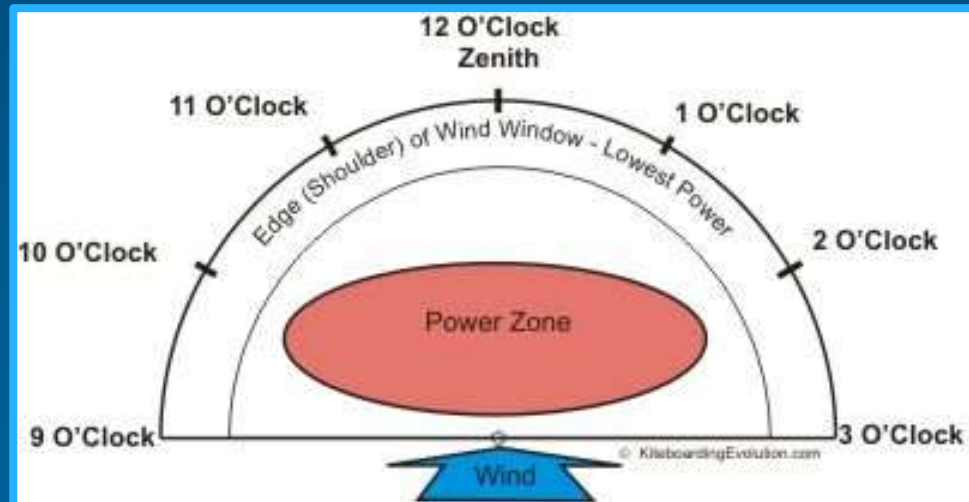 12 O'Clock
Zenith
11 O'Clock
1 O'Clock
Edge (Shoulder) of Wind Window - Lowest Power
10 O'Clock
2 O'Clock
Power Zone
9 O'Clock
3 O'Clock
© KiteboardingEvolution.com
Wind